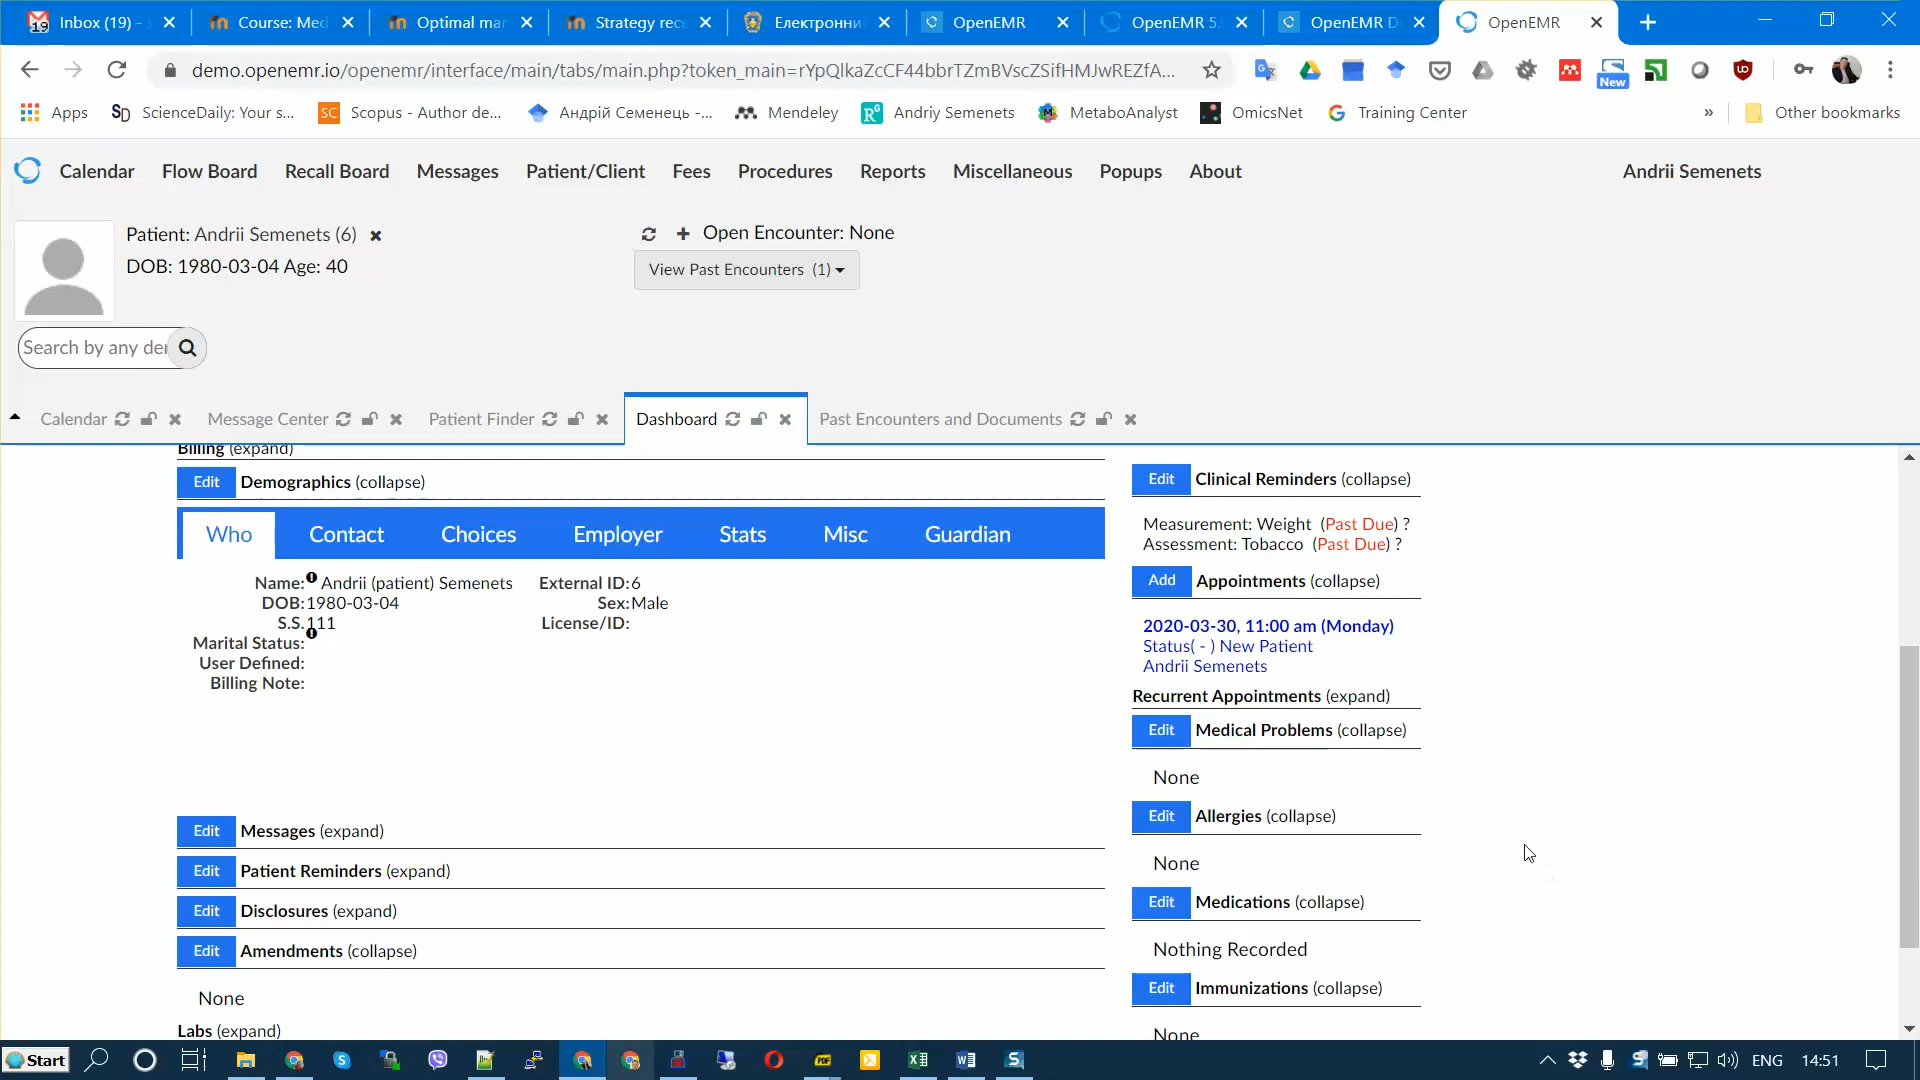 19 Inbox (19) -
Course: Med
Optimal ma
Strategy rec
Електронни
OpenEMR
OpenEMR 5.
OpenEMR D
OpenEMR
demo.openemr.io/openemr/interface/main/tabs/main.php?token_main=rYpQlkaZcCF44bbrTZmBVscZSifHMJwREZfA...
New
Apps
SD ScienceDaily: Your s...
SC Scopus - Author de...
Андрій Семенець -...
Mendeley
RG Andriy Semenets
MetaboAnalyst
OmicsNet
Training Center
»
Other bookmarks
Calendar
Flow Board
Recall Board
Messages
Patient/Client
Fees
Procedures
Reports
Miscellaneous
Popups
About
Andrii Semenets
Patient: Andrii Semenets (6)
DOB: 1980-03-04 Age: 40
Open Encounter: None
View Past Encounters (1)
Search by any de
Calendar
Message Center
Patient Finder
Dashboard
Past Encounters and Documents
Billing (expand)
Edit Demographics (collapse)
Who Contact Choices Employer Stats Misc Guardian
Name: Andrii (patient) Semenets External ID:6
DOB:1980-03-04 Sex:Male
S.S.111 License/ID:
Marital Status:
User Defined:
Billing Note:
Edit Messages (expand)
Edit Patient Reminders (expand)
Edit Disclosures (expand)
Edit Amendments (collapse)
None
Labs (expand)
Edit Clinical Reminders (collapse)
Measurement: Weight (Past Due) ?
Assessment: Tobacco (Past Due) ?
Add Appointments (collapse)
2020-03-30, 11:00 am (Monday)
Status( - ) New Patient
Andrii Semenets
Recurrent Appointments (expand)
Edit Medical Problems (collapse)
None
Edit Allergies (collapse)
None
Edit Medications (collapse)
Nothing Recorded
Edit Immunizations (collapse)
None
Start
PDF
ENG 14:51